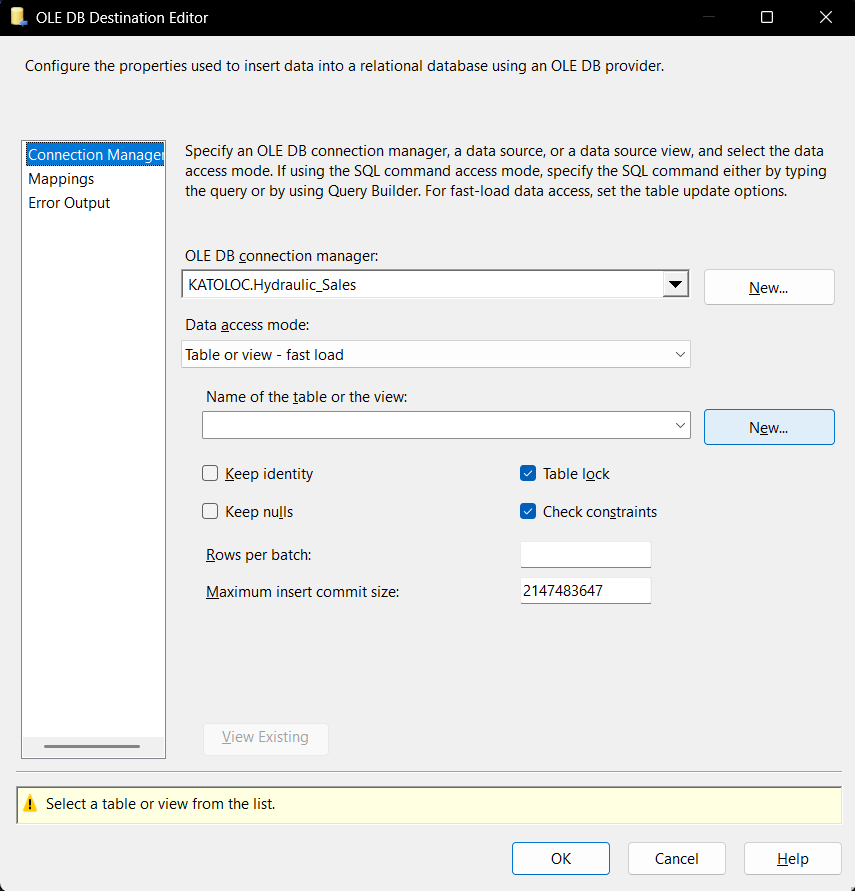 OLE DB Destination Editor
Configure the properties used to insert data into a relational database using an OLE DB provider.
Connection Manager
Mappings
Error Output
Specify an OLE DB connection manager, a data source, or a data source view, and select the data
access mode. If using the SQL command access mode, specify the SQL command either by typing
the query or by using Query Builder. For fast-load data access, set the table update options.
OLE DB connection manager:
KATOLOC.Hydraulic_Sales
New...
Data access mode:
Table or view - fast load
Name of the table or the view:
New...
Keep identity
Table lock
Keep nulls
Check constraints
Rows per batch:
Maximum insert commit size:
2147483647
View Existing
Select a table or view from the list.
OK
Cancel
Help